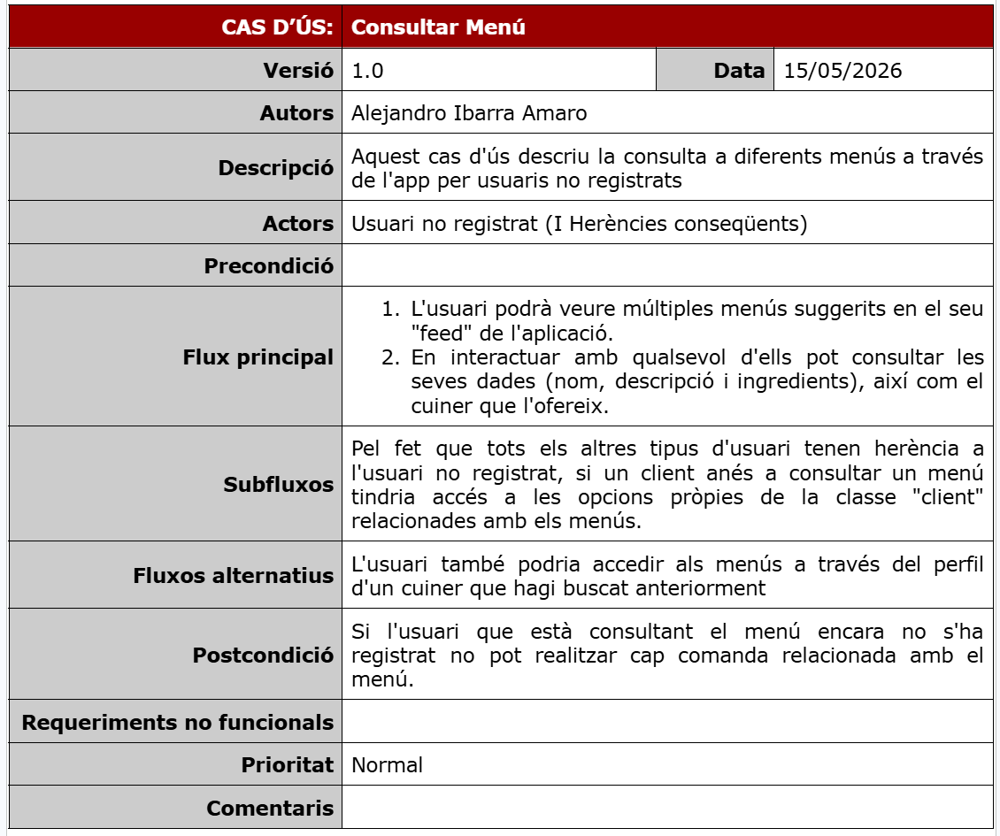 CAS D’ÚS: Consultar Menú
Versió 1.0 Data 15/05/2026
Autors Alejandro Ibarra Amaro
Descripció Aquest cas d'ús descriu la consulta a diferents menús a través
de l'app per usuaris no registrats
Actors Usuari no registrat (I Herències conseqüents)
Precondició
Flux principal
1. L'usuari podrà veure múltiples menús suggerits en el seu
"feed" de l'aplicació.
2. En interactuar amb qualsevol d'ells pot consultar les
seves dades (nom, descripció i ingredients), així com el
cuiner que l'ofereix.
Subfluxos
Pel fet que tots els altres tipus d'usuari tenen herència a
l'usuari no registrat, si un client anés a consultar un menú
tindria accés a les opcions pròpies de la classe "client"
relacionades amb els menús.
Fluxos alternatius
L'usuari també podria accedir als menús a través del perfil
d'un cuiner que hagi buscat anteriorment
Postcondició
Si l'usuari que està consultant el menú encara no s'ha
registrat no pot realitzar cap comanda relacionada amb el
menú.
Requeriments no funcionals
Prioritat Normal
Comentaris